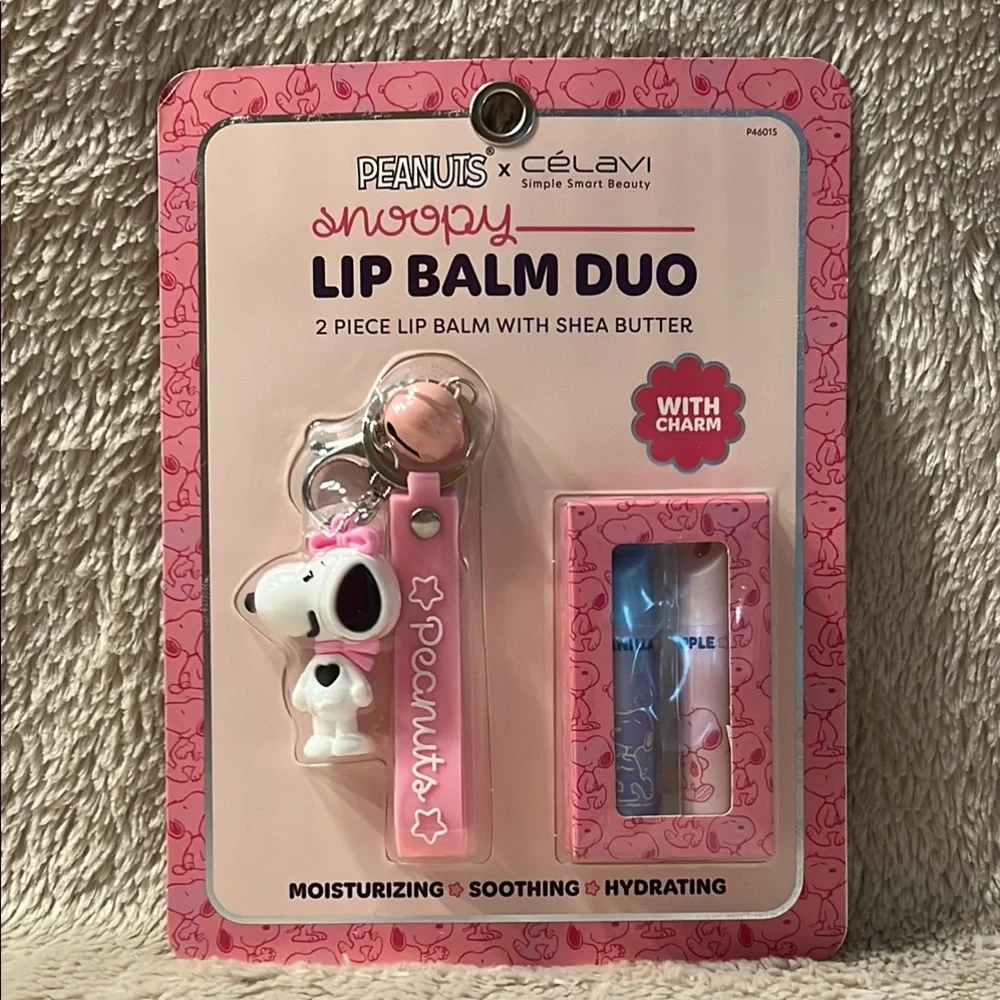 P46015
PEANUTS® x CéLAVI
Simple Smart Beauty
snoopy
LIP BALM DUO
2 PIECE LIP BALM WITH SHEA BUTTER
WITH
CHARM
Peanuts
PPLE
MOISTURIZING SOOTHING HYDRATING